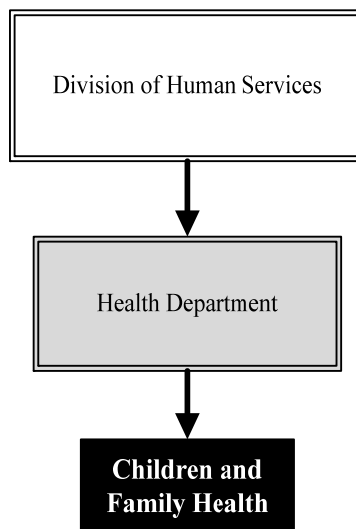 Division of Human Services
Health Department
Children and
Family Health